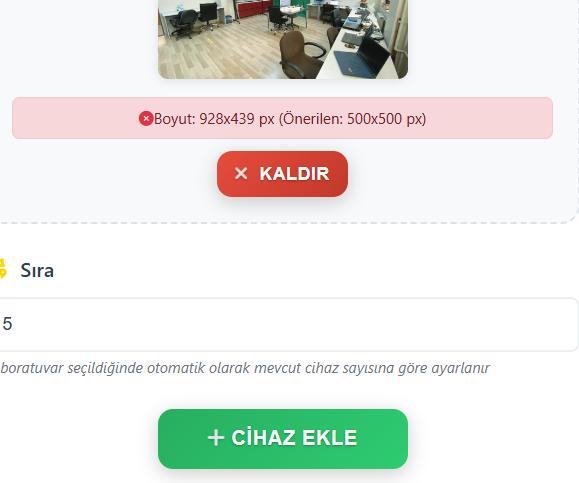 Boyut: 928x439 px (Önerilen: 500x500 px)
KALDIR
Sıra
5
boratuvar seçildiğinde otomatik olarak mevcut cihaz sayısına göre ayarlanır
CİHAZ EKLE